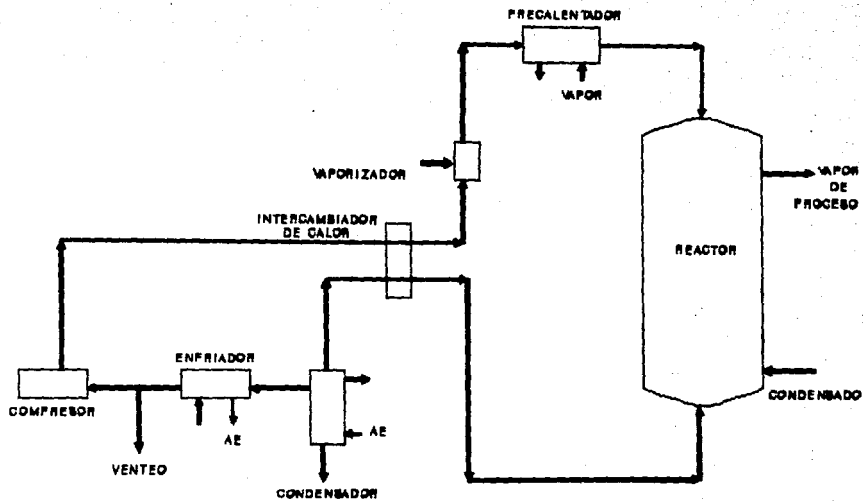 PRECALENTADOR
VAPOR
VAPORIZADOR
VAPOR
DE
PROCESO
INTERCAMBIADOR
DE CALOR
REACTOR
ENFRIADOR
COMPRESOR
CONDENSADO
AE
AE
VENTEO
CONDENSADOR